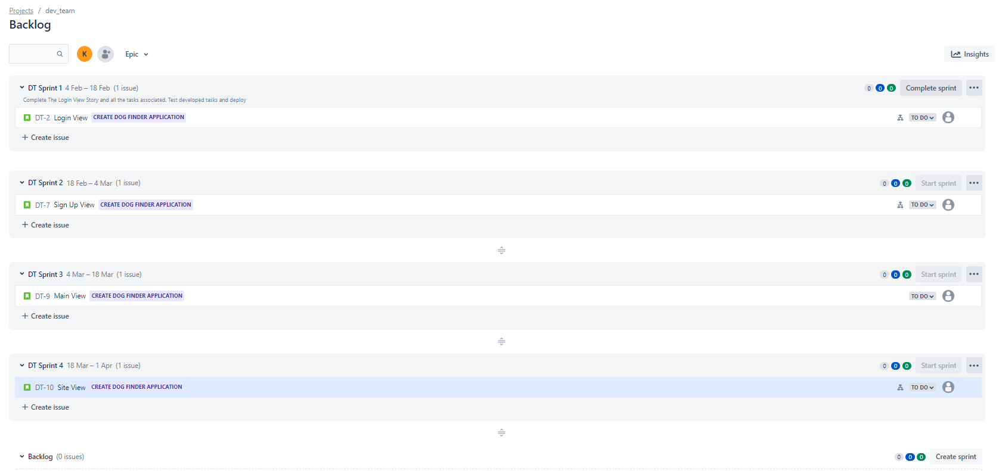 Projects / dev_team
Backlog
K Epic Insights
DT Sprint 1 4 Feb – 18 Feb (1 issue) 0 0 0 Complete sprint
Complete The Login View Story and all the tasks associated. Test developed tasks and deploy
DT-2 Login View CREATE DOG FINDER APPLICATION TO DO
+ Create issue
DT Sprint 2 18 Feb – 4 Mar (1 issue) 0 0 0 Start sprint
DT-7 Sign Up View CREATE DOG FINDER APPLICATION TO DO
+ Create issue
DT Sprint 3 4 Mar – 18 Mar (1 issue) 0 0 0 Start sprint
DT-9 Main View CREATE DOG FINDER APPLICATION TO DO
+ Create issue
DT Sprint 4 18 Mar – 1 Apr (1 issue) 0 0 0 Start sprint
DT-10 Site View CREATE DOG FINDER APPLICATION TO DO
+ Create issue
Backlog (0 issues) 0 0 0 Create sprint